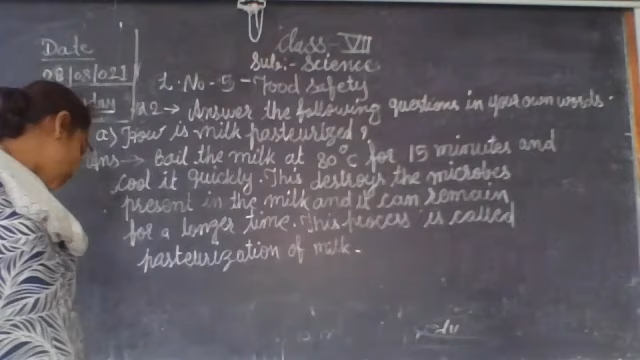 Date
Class - VII
Sub:- Science
28/08/021
L. No - 5 - Food Safety
day
2 → Answer the following questions in your own words.
a) How is milk pasteurized?
Ans → Boil the milk at 80°C for 15 minutes and
cool it quickly. This destroys the microbes
present in the milk and it can remain
for a longer time. This process is called
pasteurization of milk.